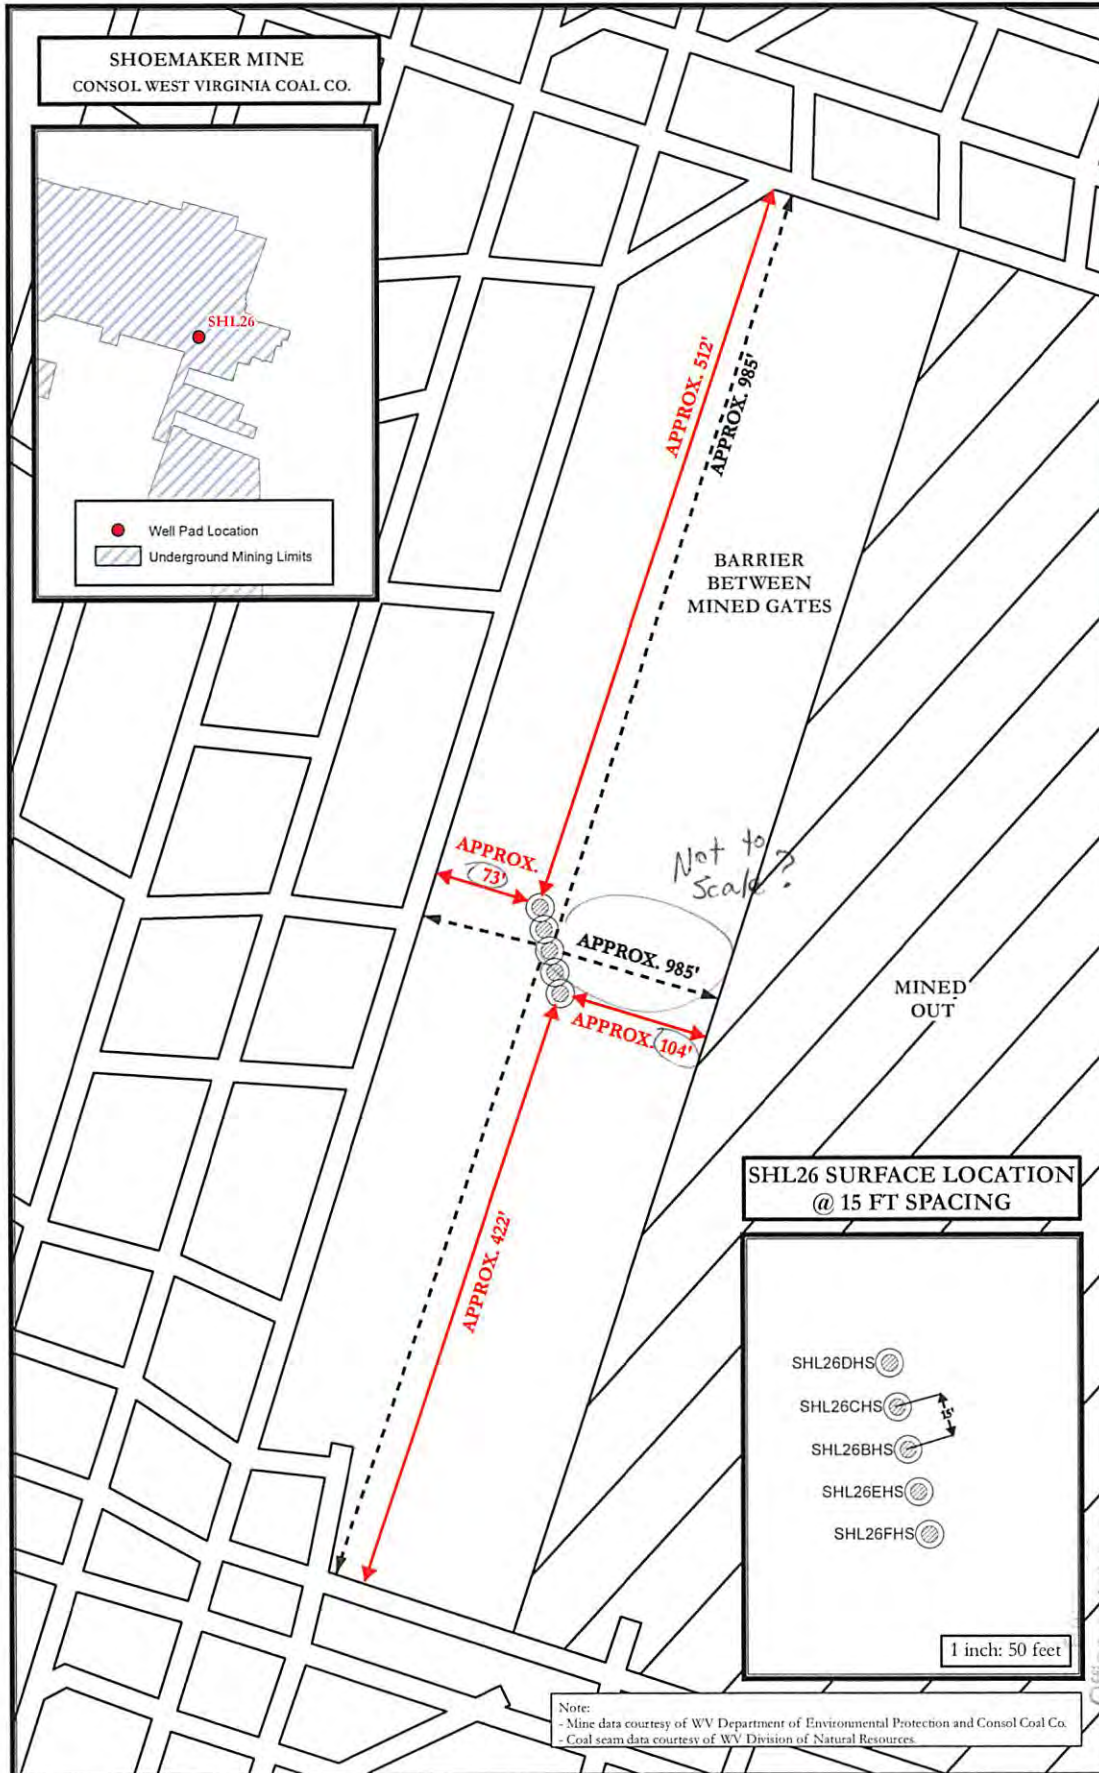 SHOEMAKER MINE
CONSOL WEST VIRGINIA COAL CO.
SHL26
Well Pad Location
Underground Mining Limits
APPROX. 512'
APPROX. 985'
BARRIER
BETWEEN
MINED GATES
APPROX.
73'
Not to
Scale?
APPROX. 985'
APPROX. 104'
MINED
OUT
APPROX. 422'
SHL26 SURFACE LOCATION
@ 15 FT SPACING
SHL26DHS
SHL26CHS
15'
SHL26BHS
SHL26EHS
SHL26FHS
1 inch: 50 feet
Note:
- Mine data courtesy of WV Department of Environmental Protection and Consol Coal Co.
- Coal seam data courtesy of WV Division of Natural Resources.